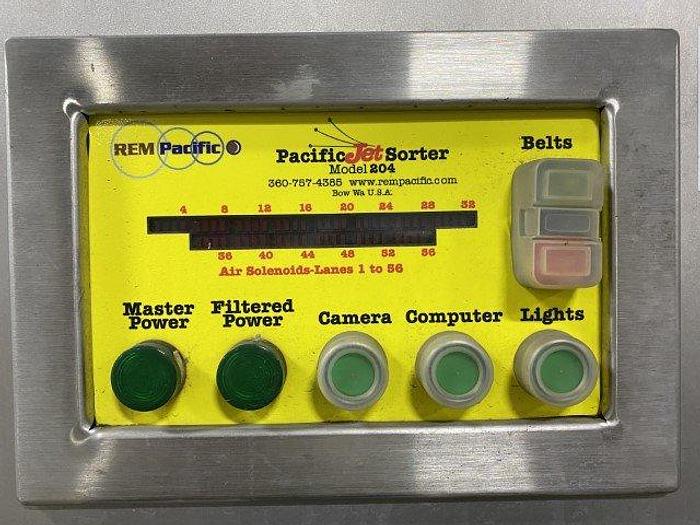 REM Pacific
Pacific Jet Sorter
Model 204
360-757-4385 www.rempacific.com
Bow Wa U.S.A.
Belts
4 8 12 16 20 24 28 32
36 40 44 48 52 56
Air Solenoids-Lanes 1 to 56
Master Power
Filtered Power
Camera
Computer
Lights